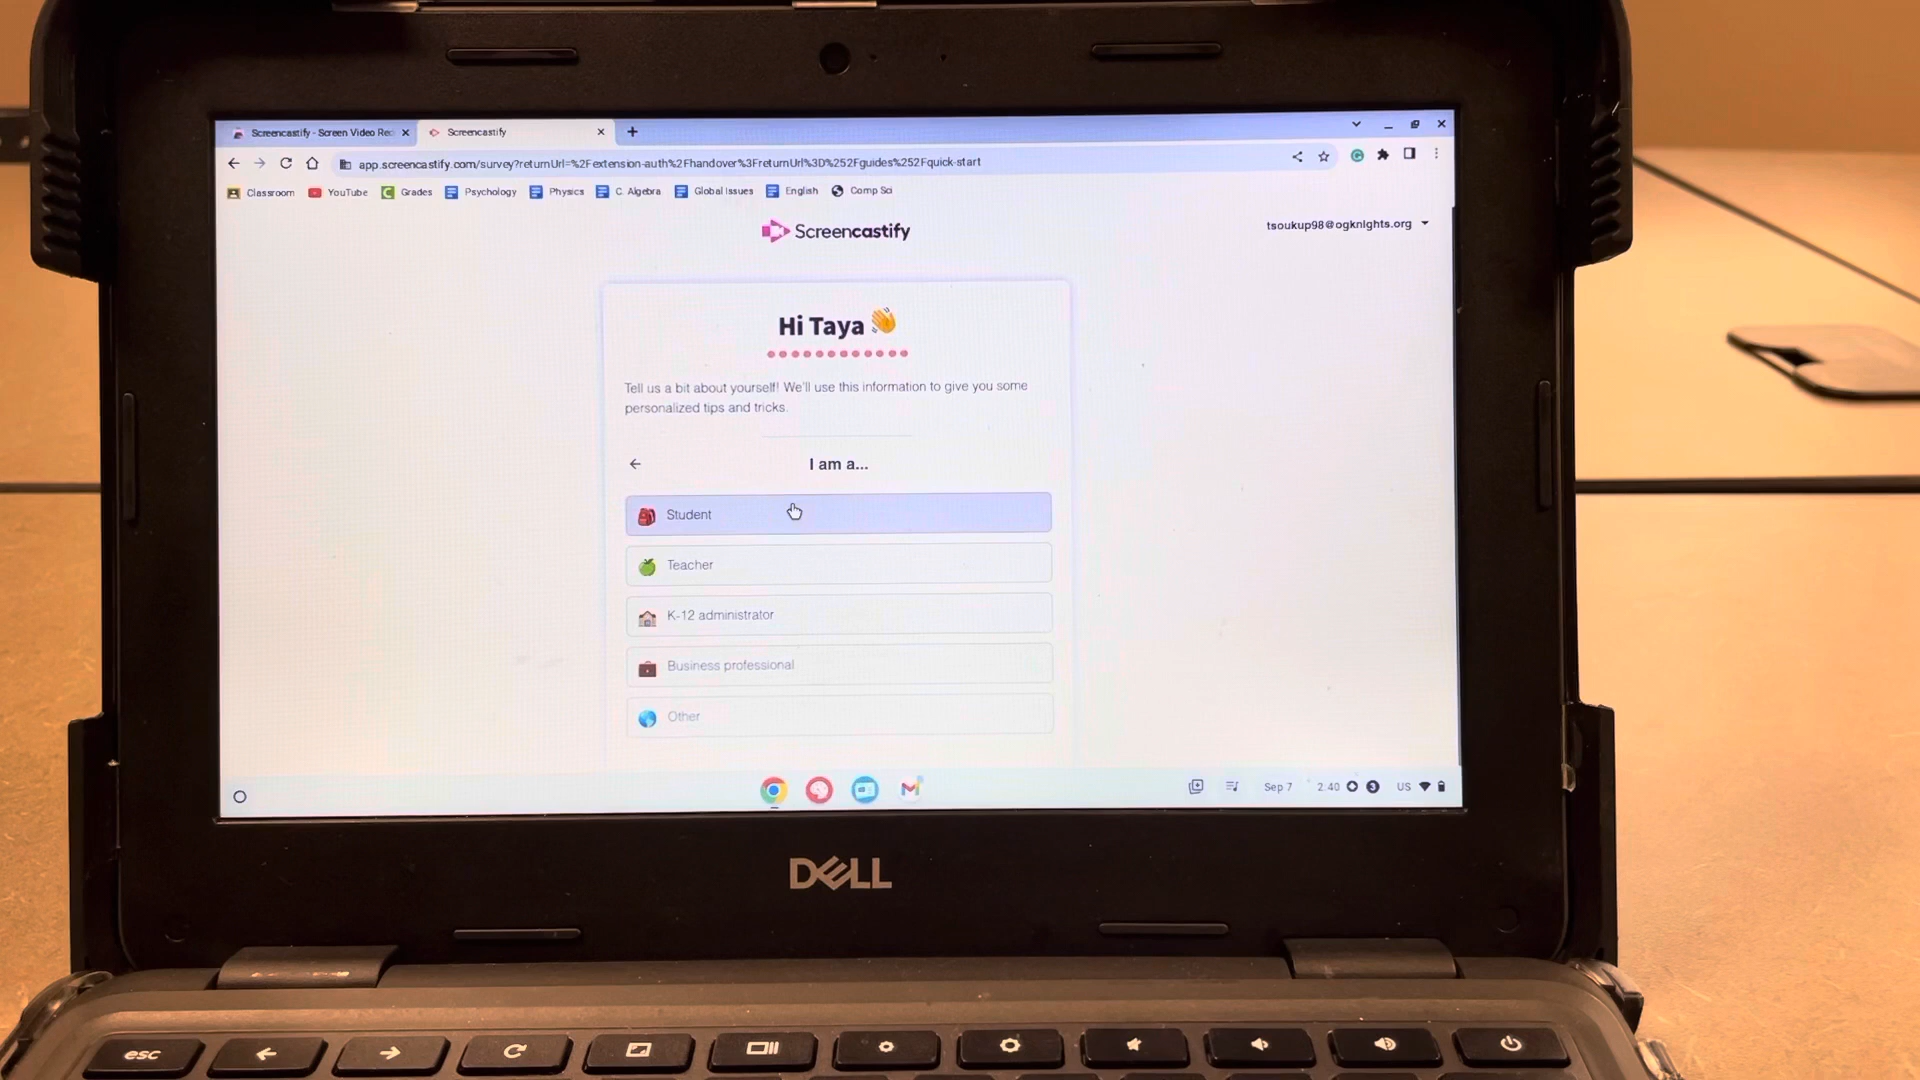 Screencastify - Screen Video Rec
Screencastify
app.screencastify.com/survey?returnUrl=%2Fextension-auth%2Fhandover%3FreturnUrl%3D%252Fguides%252Fquick-start
Classroom YouTube Grades Psychology Physics C. Algebra Global Issues English Comp Sci
Screencastify
tsoukup98@ogknights.org
Hi Taya
Tell us a bit about yourself! We'll use this information to give you some
personalized tips and tricks.
I am a...
Student
Teacher
K-12 administrator
Business professional
Other
Sep 7 2:40 3 US
DELL
esc